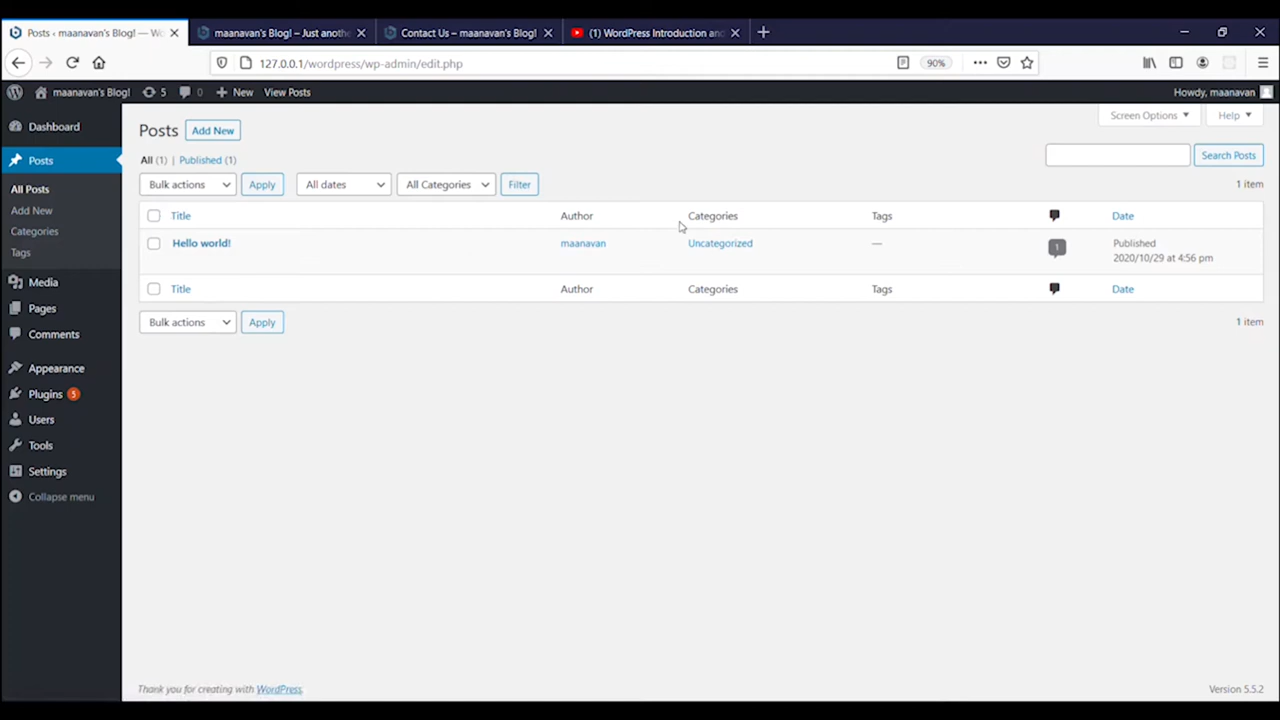 Posts ‹ maanavan's Blog! — Wo
maanavan's Blog! – Just anoth
Contact Us – maanavan's Blog!
(1) WordPress Introduction an
127.0.0.1/wordpress/wp-admin/edit.php
90%
maanavan's Blog!
5
0
New
View Posts
Howdy, maanavan
Dashboard
Posts
All Posts
Add New
Categories
Tags
Media
Pages
Comments
Appearance
Plugins 5
Users
Tools
Settings
Collapse menu
Screen Options
Help
Posts
Add New
All (1) | Published (1)
Search Posts
Bulk actions
Apply
All dates
All Categories
Filter
1 item
Title
Author
Categories
Tags
Date
Hello world!
maanavan
Uncategorized
—
1
Published
2020/10/29 at 4:56 pm
Title
Author
Categories
Tags
Date
Bulk actions
Apply
1 item
Thank you for creating with WordPress.
Version 5.5.2